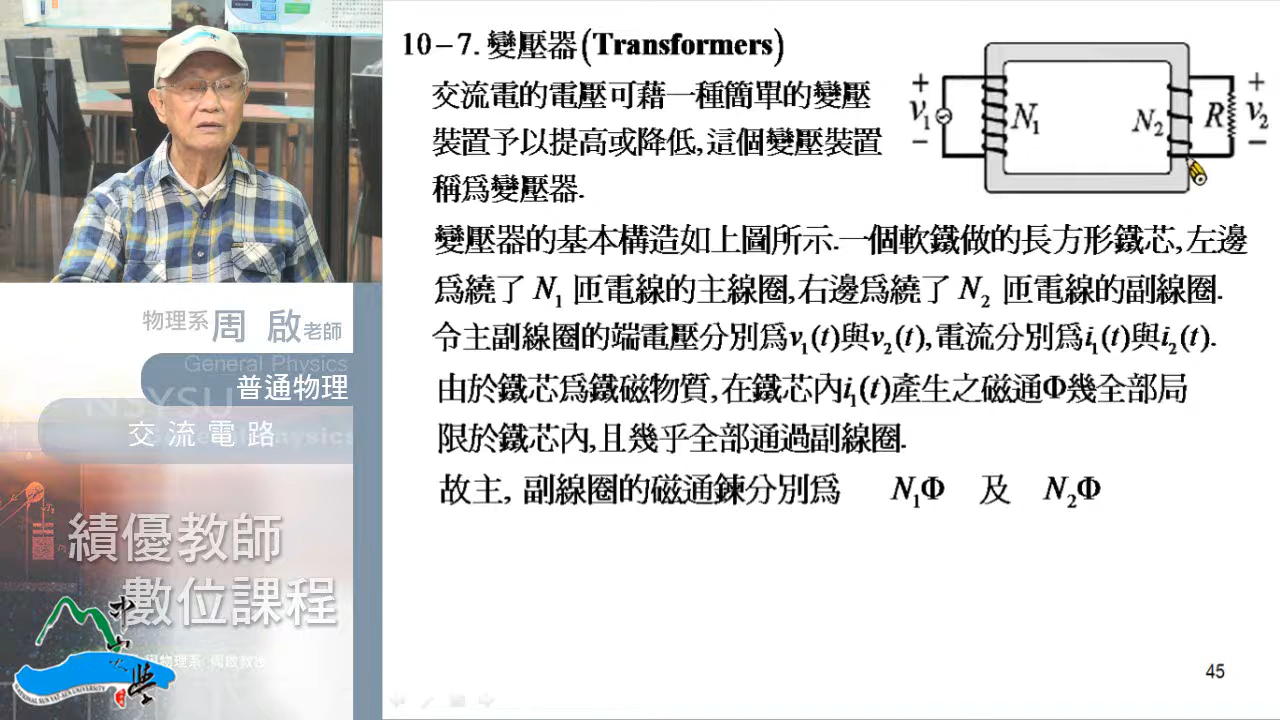 10-7. 變壓器(Transformers)
交流電的電壓可藉一種簡單的變壓
裝置予以提高或降低,這個變壓裝置
稱爲變壓器.
+ v₁ −
N₁
N₂
R
+ v₂ −
變壓器的基本構造如上圖所示.一個軟鐵做的長方形鐵芯,左邊
爲繞了 N₁ 匝電線的主線圈,右邊爲繞了 N₂ 匝電線的副線圈.
令主副線圈的端電壓分別爲v₁(t)與v₂(t),電流分別爲i₁(t)與i₂(t).
由於鐵芯爲鐵磁物質,在鐵芯內i₁(t)產生之磁通Φ幾全部局
限於鐵芯內,且幾乎全部通過副線圈.
故主, 副線圈的磁通鍊分別爲 N₁Φ 及 N₂Φ
45
物理系周 啟老師
General Physics
普通物理
NSYSU
交流電路
績優教師
數位課程